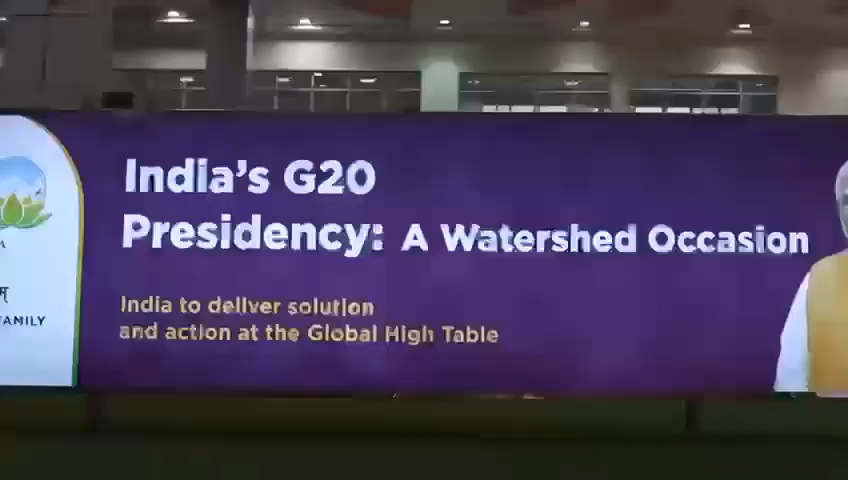 India's G20
Presidency: A Watershed Occasion
India to deliver solution
and action at the Global High Table
FAMILY